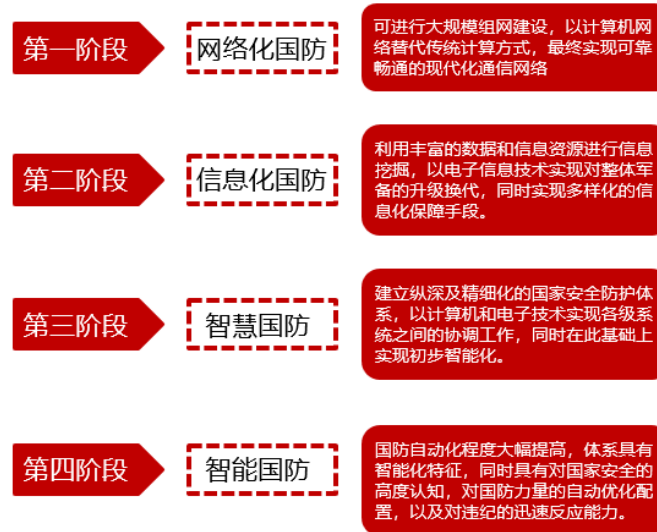 第一阶段
网络化国防
可进行大规模组网建设，以计算机网
络替代传统计算方式，最终实现可靠
畅通的现代化通信网络
第二阶段
信息化国防
利用丰富的数据和信息资源进行信息
挖掘，以电子信息技术实现对整体军
备的升级换代，同时实现多样化的信
息化保障手段。
第三阶段
智慧国防
建立纵深及精细化的国家安全防护体
系，以计算机和电子技术实现各级系
统之间的协调工作，同时在此基础上
实现初步智能化。
第四阶段
智能国防
国防自动化程度大幅提高，体系具有
智能化特征，同时具有对国家安全的
高度认知，对国防力量的自动优化配
置，以及对违纪的迅速反应能力。